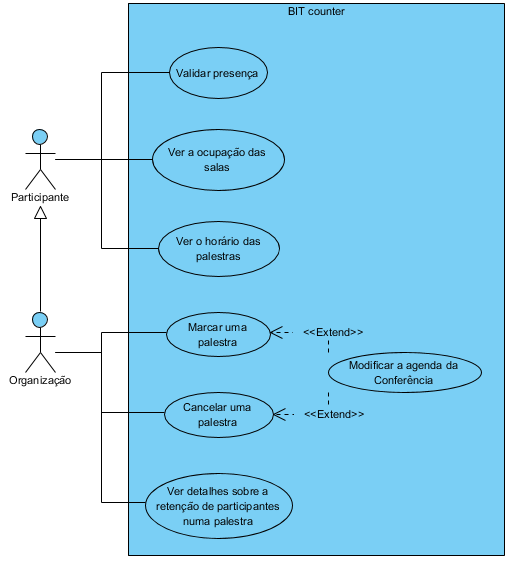 BIT counter
Validar presença
Ver a ocupação das
salas
Participante
Ver o horário das
palestras
Marcar uma
palestra
<<Extend>>
Organização
Modificar a agenda da
Conferência
Cancelar uma
palestra
<<Extend>>
Ver detalhes sobre a
retenção de participantes
numa palestra